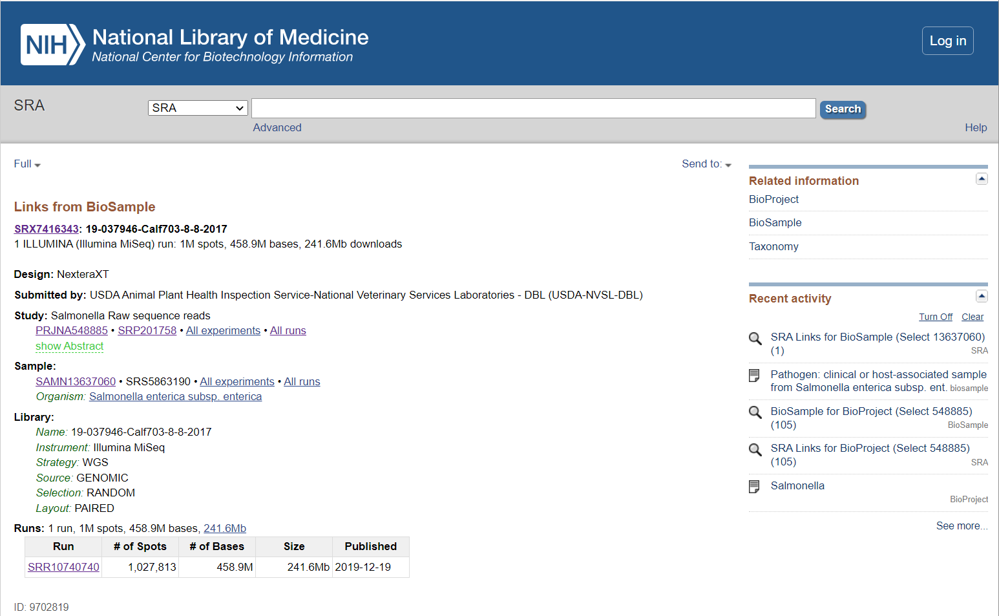 NIH National Library of Medicine
National Center for Biotechnology Information
Log in
SRA
SRA
Search
Advanced
Help
Full
Send to:
Links from BioSample
SRX7416343: 19-037946-Calf703-8-8-2017
1 ILLUMINA (Illumina MiSeq) run: 1M spots, 458.9M bases, 241.6Mb downloads
Design: NexteraXT
Submitted by: USDA Animal Plant Health Inspection Service-National Veterinary Services Laboratories - DBL (USDA-NVSL-DBL)
Study: Salmonella Raw sequence reads
PRJNA548885 • SRP201758 • All experiments • All runs
show Abstract
Sample:
SAMN13637060 • SRS5863190 • All experiments • All runs
Organism: Salmonella enterica subsp. enterica
Library:
Name: 19-037946-Calf703-8-8-2017
Instrument: Illumina MiSeq
Strategy: WGS
Source: GENOMIC
Selection: RANDOM
Layout: PAIRED
Runs: 1 run, 1M spots, 458.9M bases, 241.6Mb
Run # of Spots # of Bases Size Published
SRR10740740 1,027,813 458.9M 241.6Mb 2019-12-19
ID: 9702819
Related information
BioProject
BioSample
Taxonomy
Recent activity
Turn Off Clear
SRA Links for BioSample (Select 13637060)
(1) SRA
Pathogen: clinical or host-associated sample
from Salmonella enterica subsp. ent. biosample
BioSample for BioProject (Select 548885)
(105) BioSample
SRA Links for BioProject (Select 548885)
(105) SRA
Salmonella
BioProject
See more...